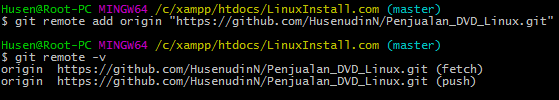 Husen@Root-PC MINGW64 /c/xampp/htdocs/LinuxInstall.com (master)
$ git remote add origin "https://github.com/HusenudinN/Penjualan_DVD_Linux.git"
Husen@Root-PC MINGW64 /c/xampp/htdocs/LinuxInstall.com (master)
$ git remote -v
origin  https://github.com/HusenudinN/Penjualan_DVD_Linux.git (fetch)
origin  https://github.com/HusenudinN/Penjualan_DVD_Linux.git (push)